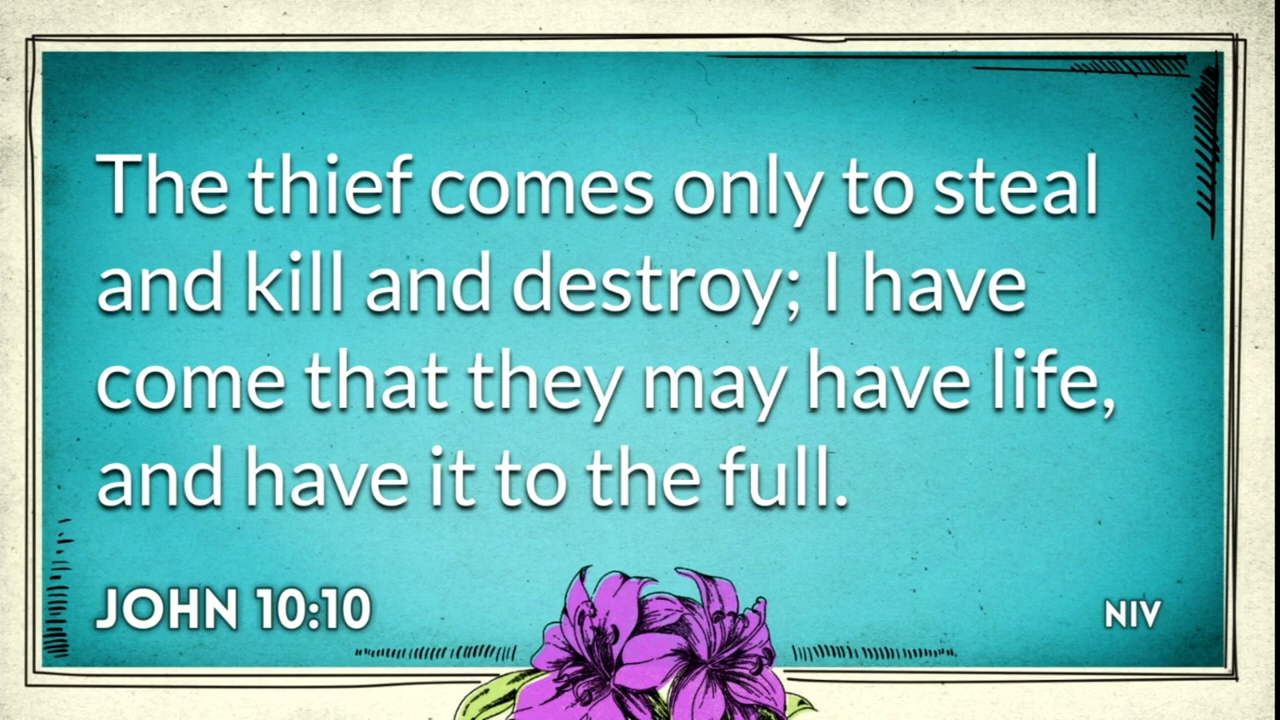 The thief comes only to steal
and kill and destroy; I have
come that they may have life,
and have it to the full.
JOHN 10:10
NIV